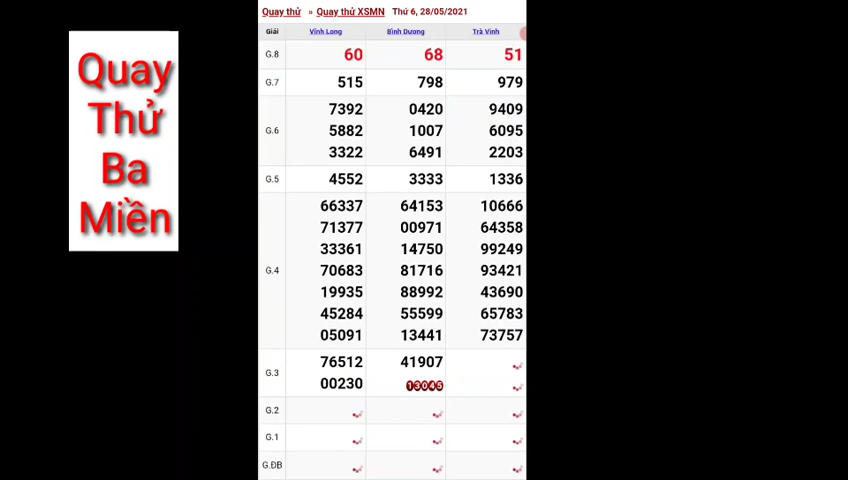 Quay
Thử
Ba
Miền
Quay thử » Quay thử XSMN Thứ 6, 28/05/2021
Giải Vĩnh Long Bình Dương Trà Vinh
G.8 60 68 51
G.7 515 798 979
7392 0420 9409
G.6 5882 1007 6095
3322 6491 2203
G.5 4552 3333 1336
66337 64153 10666
71377 00971 64358
33361 14750 99249
G.4 70683 81716 93421
19935 88992 43690
45284 55599 65783
05091 13441 73757
G.3 76512 41907
00230 13045
G.2
G.1
G.ĐB